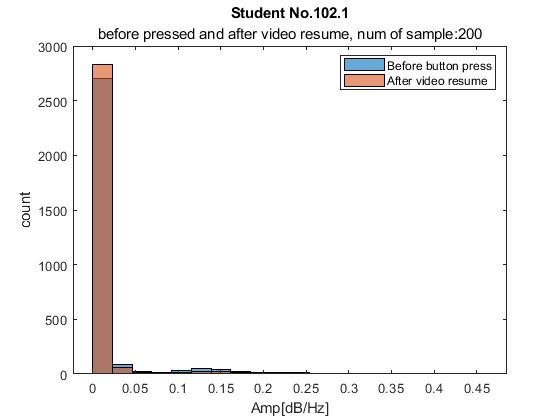 Student No.102.1
before pressed and after video resume, num of sample:200
Before button press
After video resume
3000
2500
2000
1500
1000
500
0
count
0 0.05 0.1 0.15 0.2 0.25 0.3 0.35 0.4 0.45
Amp[dB/Hz]